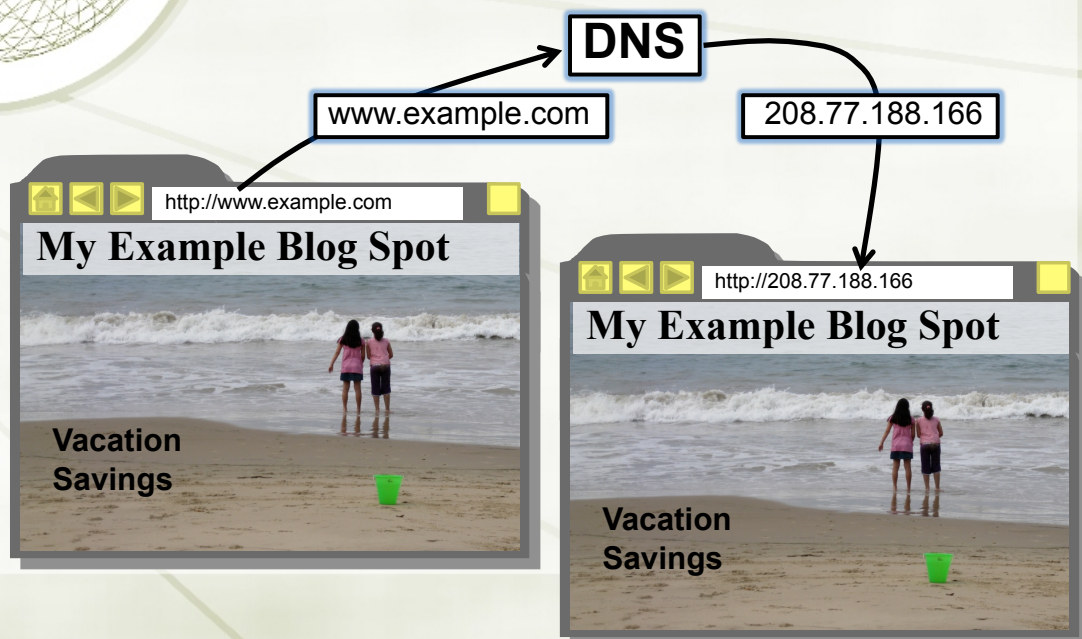 DNS
www.example.com
208.77.188.166
http://www.example.com
My Example Blog Spot
Vacation
Savings
http://208.77.188.166
My Example Blog Spot
Vacation
Savings